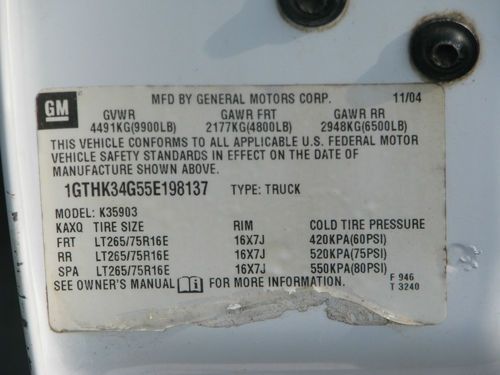 GM MFD BY GENERAL MOTORS CORP. 11/04
GVWR GAWR FRT GAWR RR
4491KG(9900LB) 2177KG(4800LB) 2948KG(6500LB)
THIS VEHICLE CONFORMS TO ALL APPLICABLE U.S. FEDERAL MOTOR
VEHICLE SAFETY STANDARDS IN EFFECT ON THE DATE OF
MANUFACTURE SHOWN ABOVE.
1GTHK34G55E198137 TYPE: TRUCK
MODEL: K35903
KAXQ TIRE SIZE RIM COLD TIRE PRESSURE
FRT LT265/75R16E 16X7J 420KPA(60PSI)
RR LT265/75R16E 16X7J 520KPA(75PSI)
SPA LT265/75R16E 16X7J 550KPA(80PSI)
SEE OWNER'S MANUAL FOR MORE INFORMATION.
F 946
T 3240